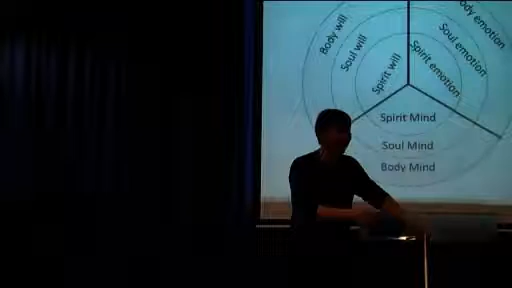 Body will
Soul will
Spirit will
Body emotion
Soul emotion
Spirit emotion
Spirit Mind
Soul Mind
Body Mind